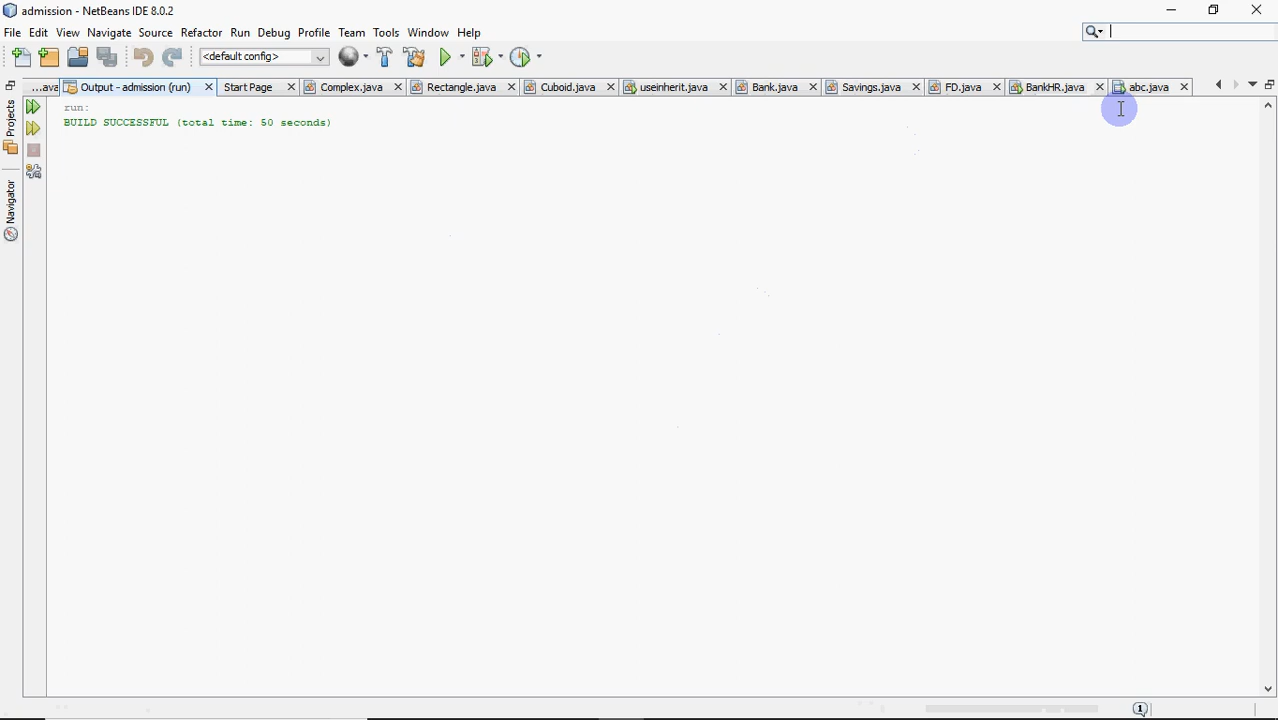 admission - NetBeans IDE 8.0.2
File Edit View Navigate Source Refactor Run Debug Profile Team Tools Window Help
<default config>
...ava Output - admission (run) Start Page Complex.java Rectangle.java Cuboid.java useinherit.java Bank.java Savings.java FD.java BankHR.java abc.java
Projects
Navigator
run:
BUILD SUCCESSFUL (total time: 50 seconds)
1